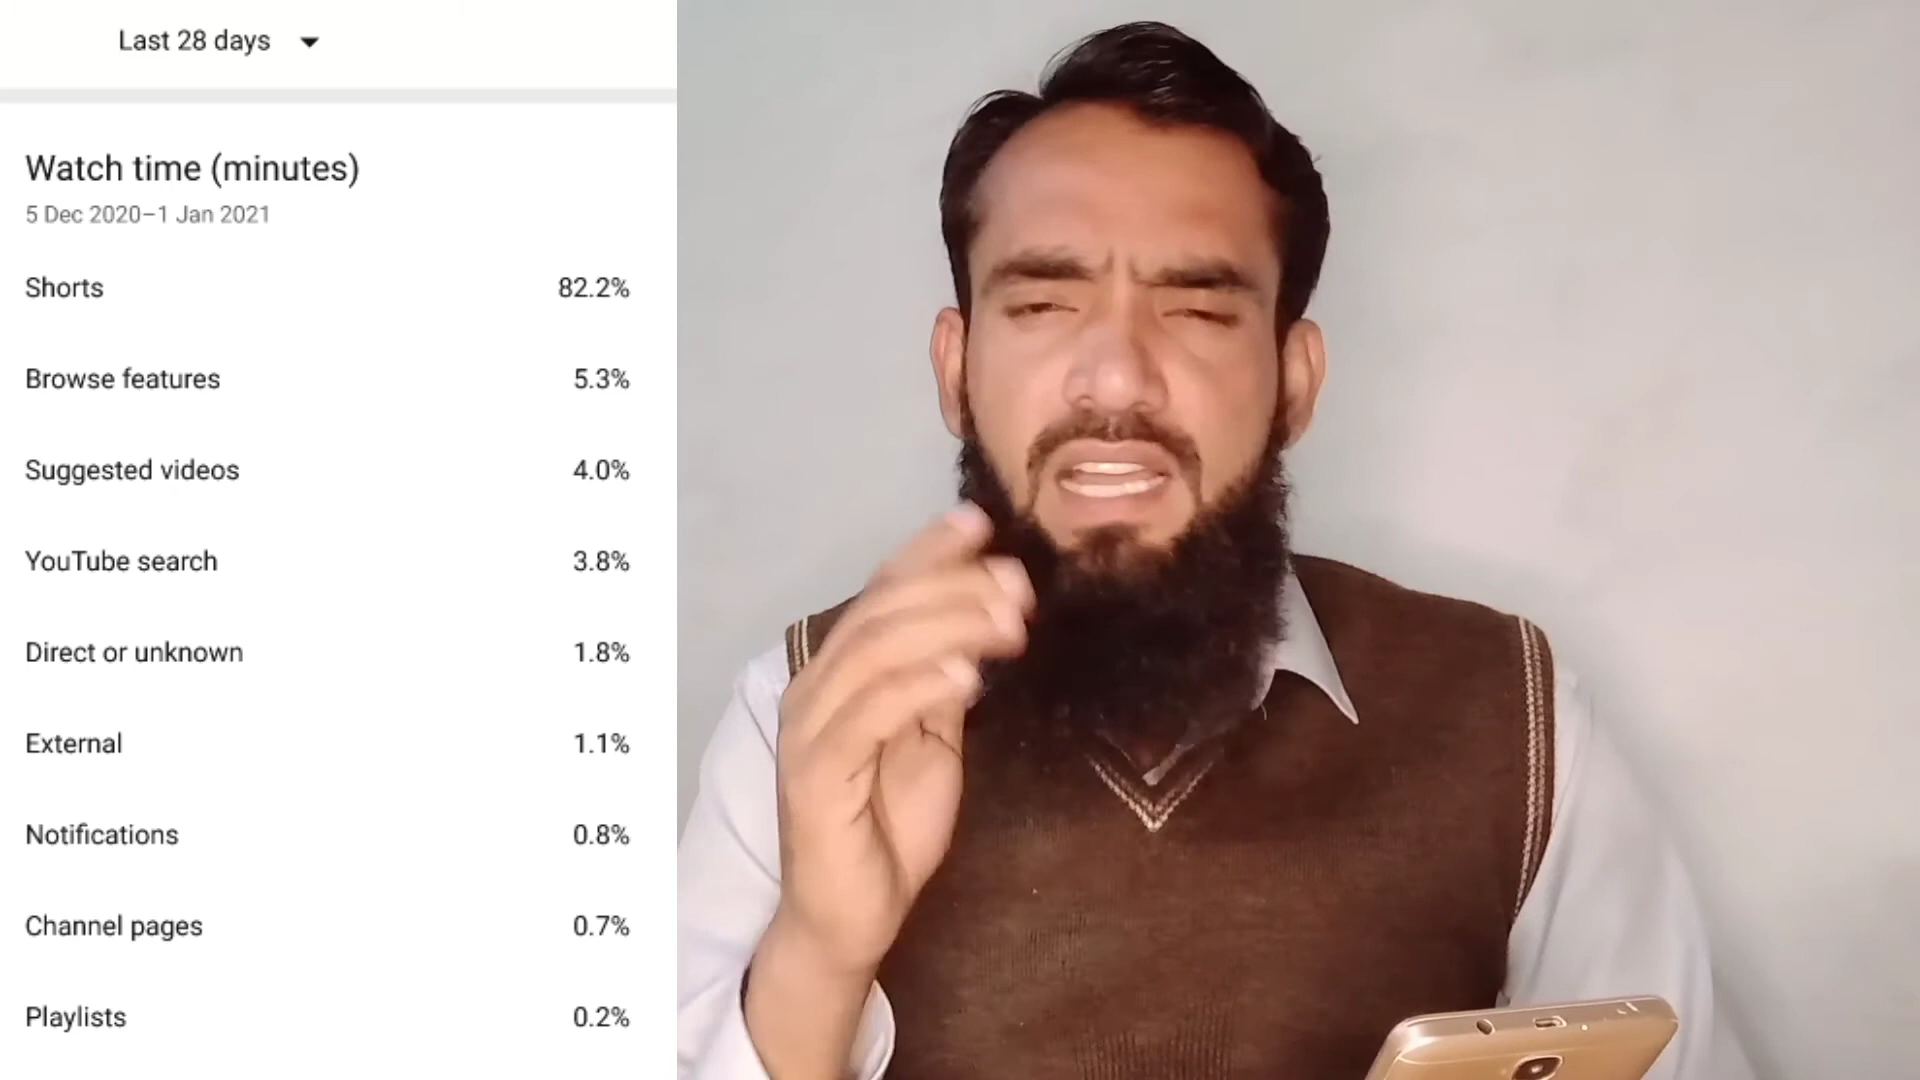 Last 28 days
Watch time (minutes)
5 Dec 2020–1 Jan 2021
Shorts 82.2%
Browse features 5.3%
Suggested videos 4.0%
YouTube search 3.8%
Direct or unknown 1.8%
External 1.1%
Notifications 0.8%
Channel pages 0.7%
Playlists 0.2%